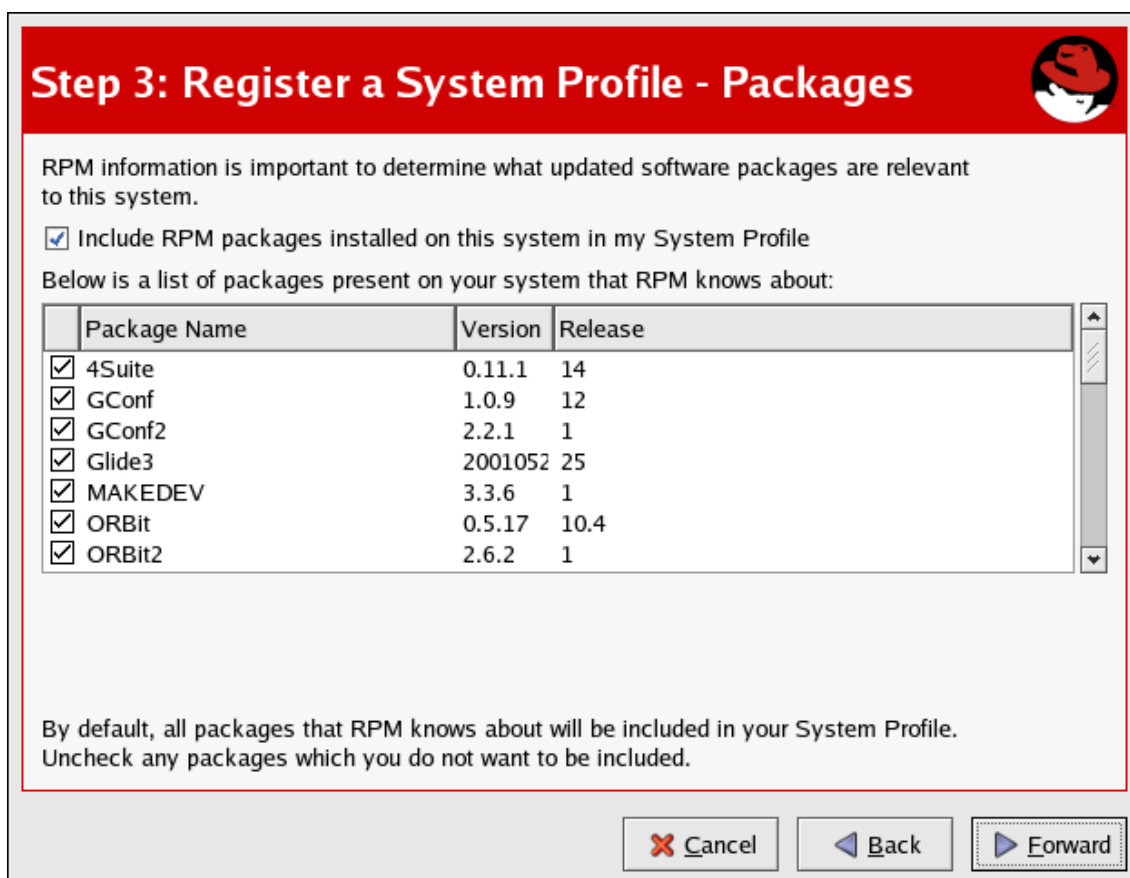 Step 3: Register a System Profile - Packages
RPM information is important to determine what updated software packages are relevant
to this system.
Include RPM packages installed on this system in my System Profile
Below is a list of packages present on your system that RPM knows about:
Package Name Version Release
4Suite 0.11.1 14
GConf 1.0.9 12
GConf2 2.2.1 1
Glide3 2001052 25
MAKEDEV 3.3.6 1
ORBit 0.5.17 10.4
ORBit2 2.6.2 1
By default, all packages that RPM knows about will be included in your System Profile.
Uncheck any packages which you do not want to be included.
Cancel Back Forward